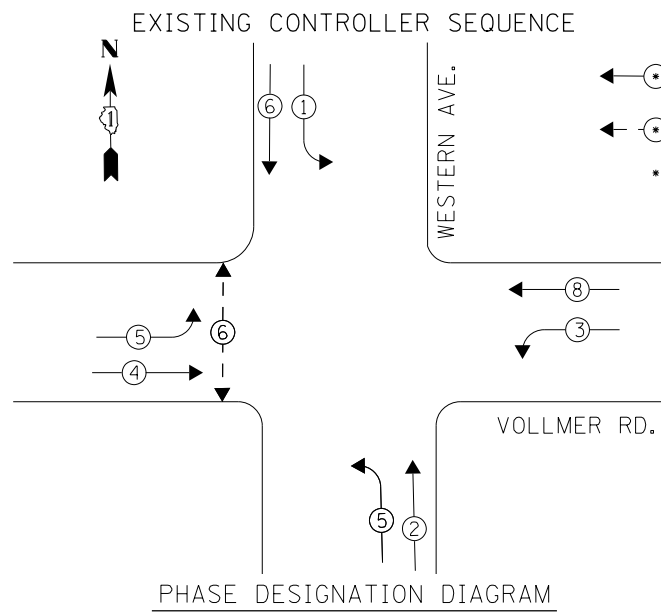 EXISTING CONTROLLER SEQUENCE
N
1
6
1
WESTERN AVE.
*
*
*
8
5
6
3
4
VOLLMER RD.
5
2
PHASE DESIGNATION DIAGRAM